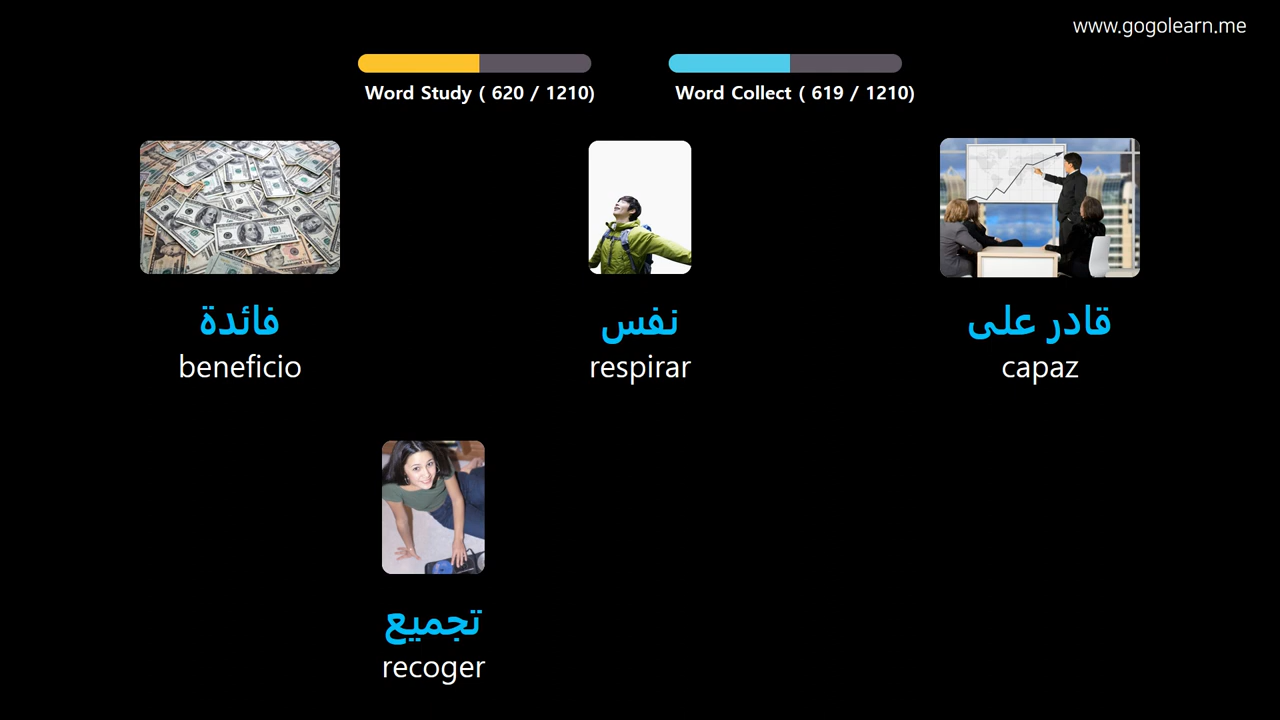 www.gogolearn.me
Word Study ( 620 / 1210)
Word Collect ( 619 / 1210)
فائدة
beneficio
نفس
respirar
قادر على
capaz
تجميع
recoger